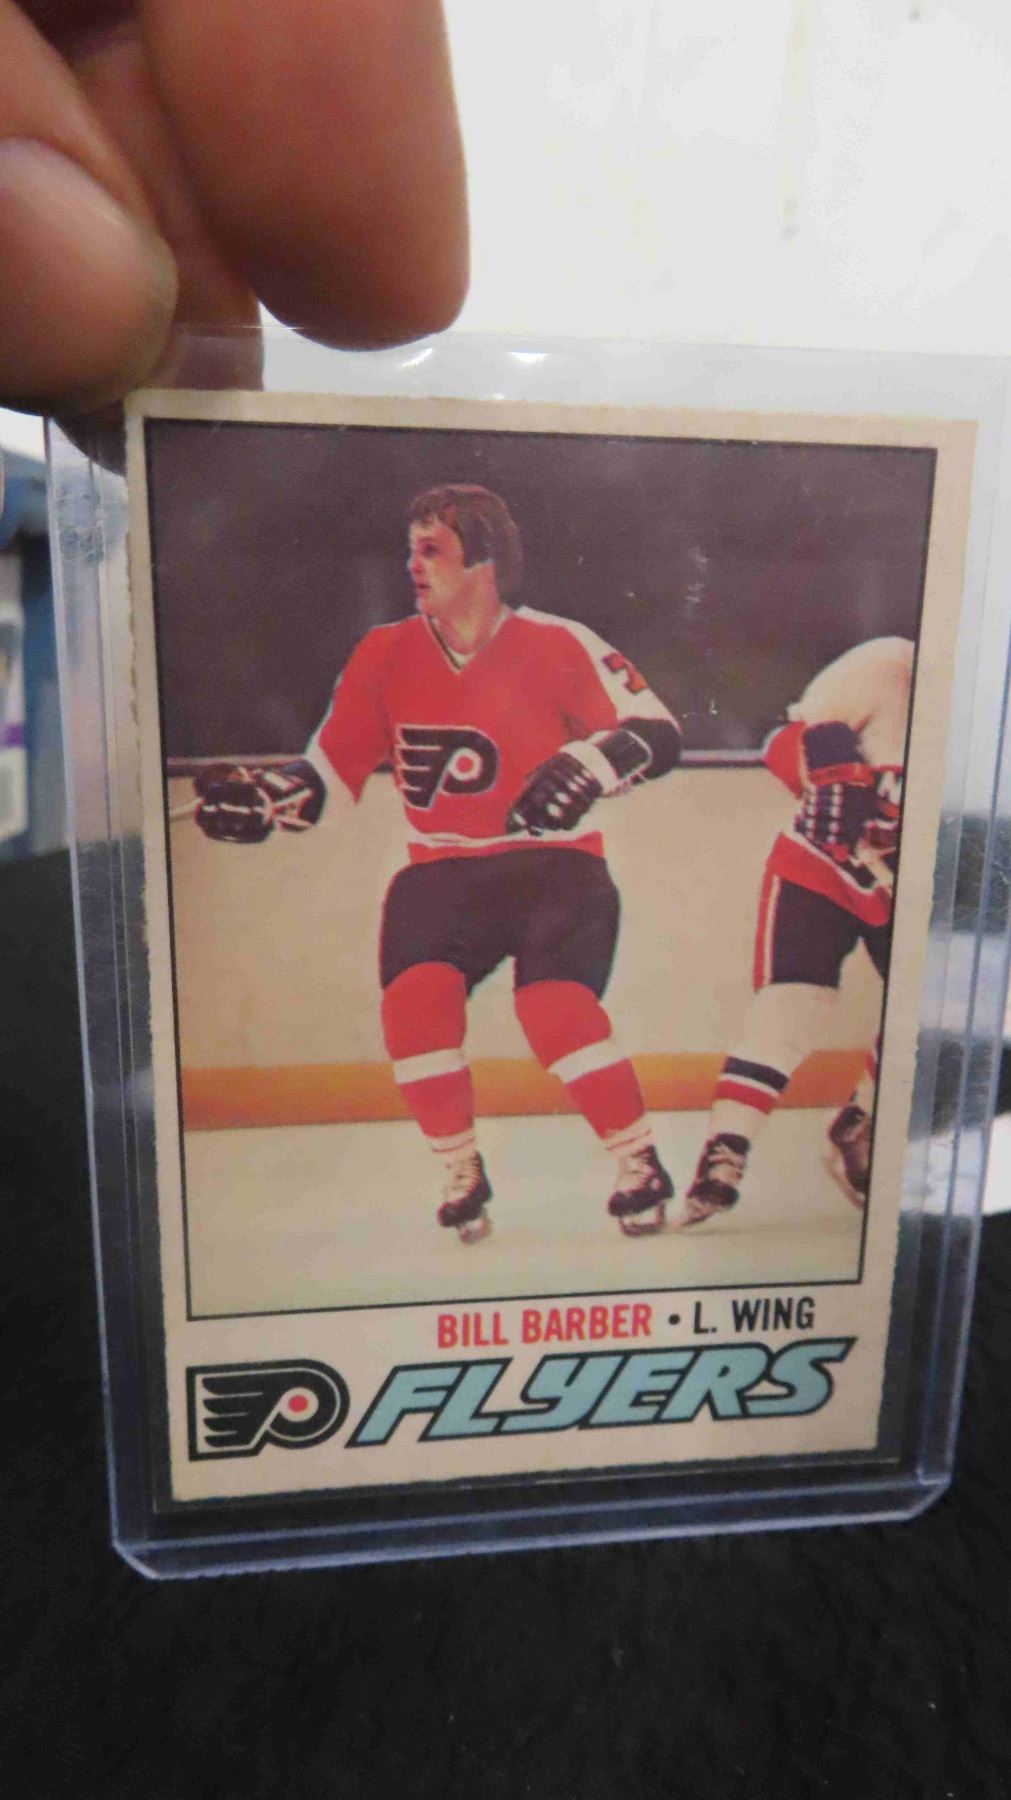 BILL BARBER • L. WING
FLYERS